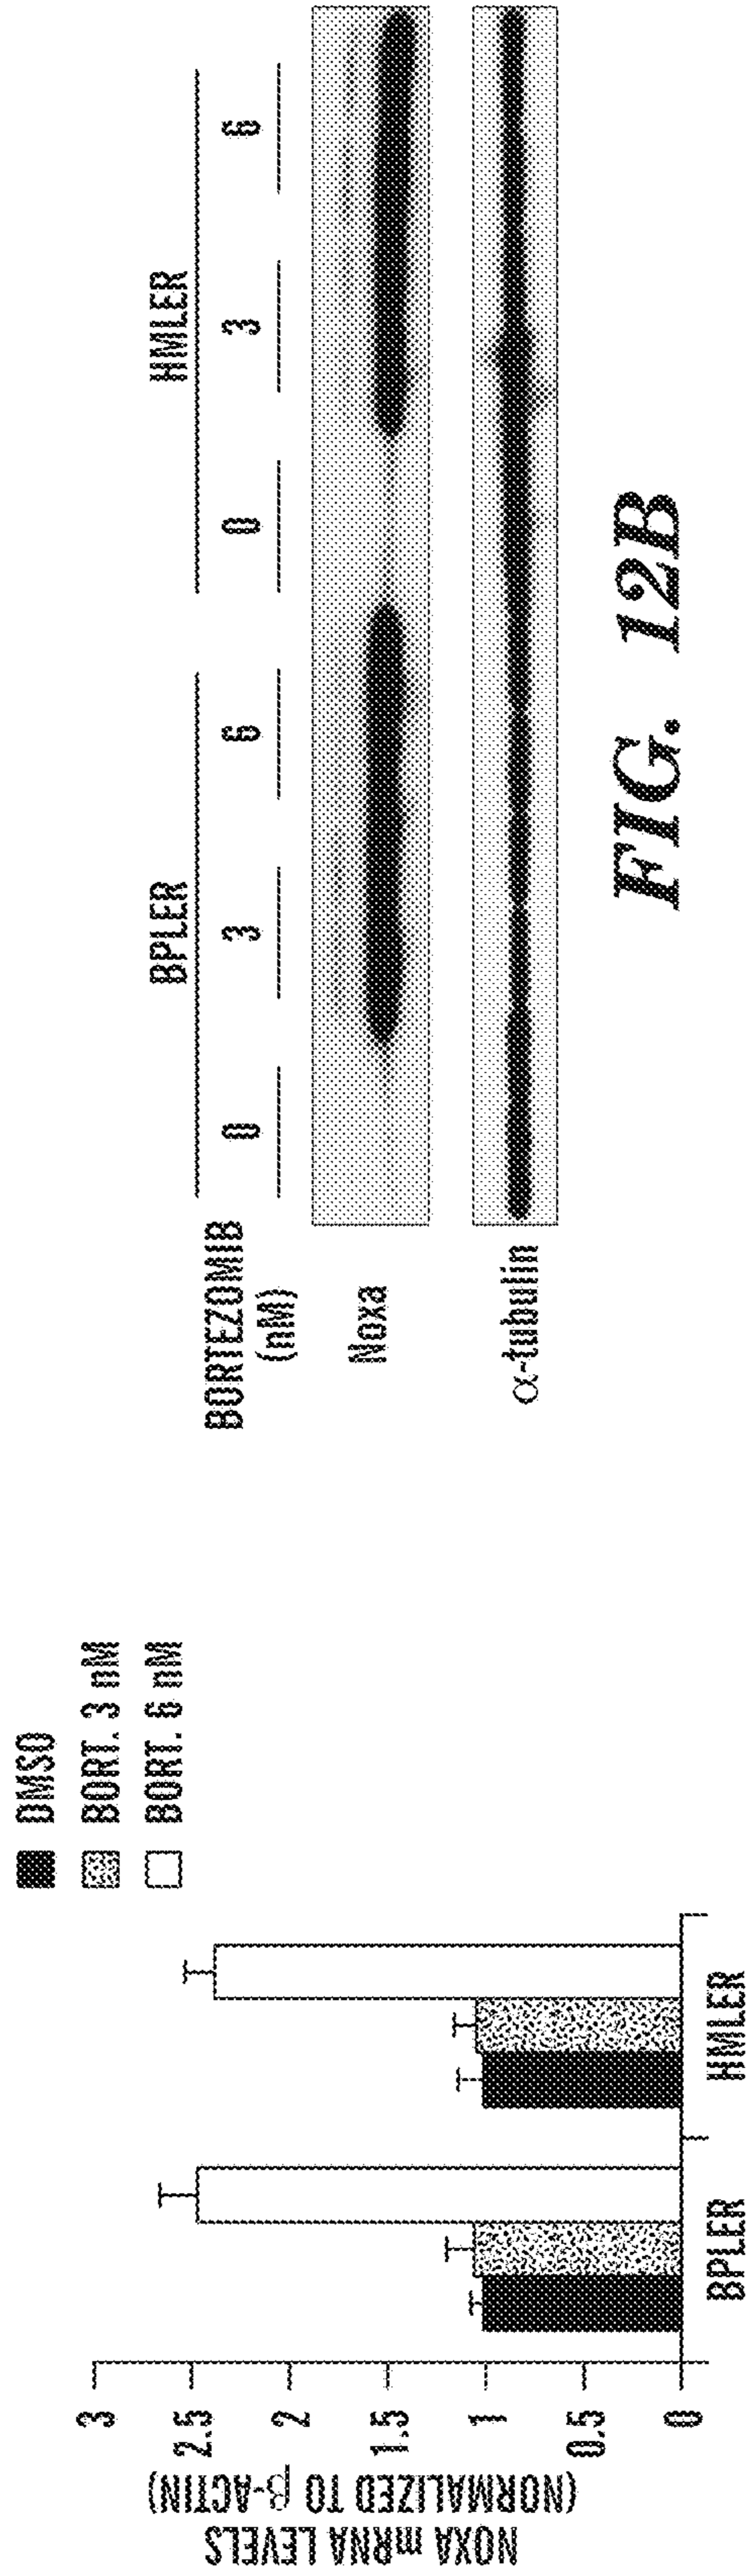 NOXA mRNA LEVELS
(NORMALIZED TO β-ACTIN)
3
2.5
2
1.5
1
0.5
0
BPLER
HMLER
DMSO
BORT. 3 nM
BORT. 6 nM
BPLER HMLER
BORTEZOMIB 0 3 6 0 3 6
(nM)
Noxa
α-tubulin
FIG. 12B